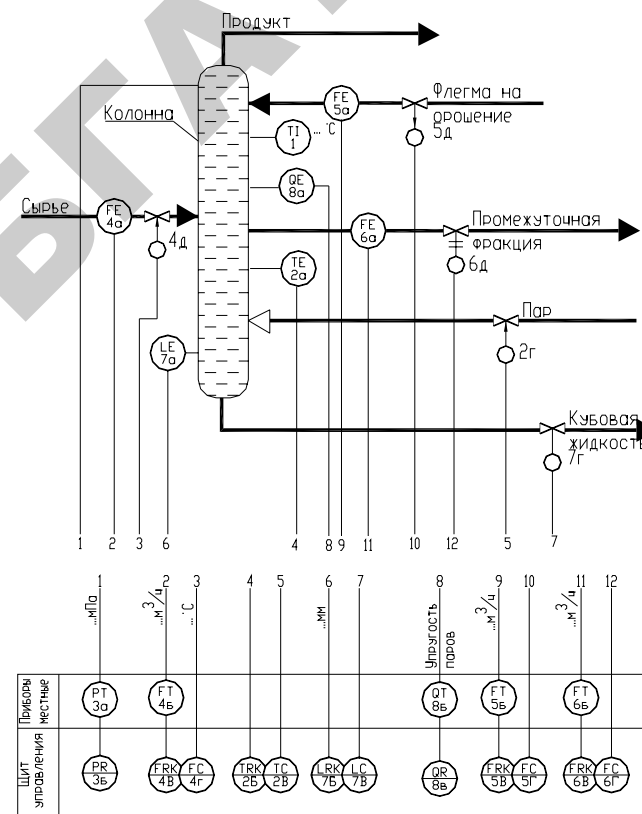 БГА
Продукт
FE
5а
Флегма на
орошение
5д
Колонна
TI
1
...°С
QE
8а
Сырье
FE
4а
4д
FE
6а
Промежуточная
фракция
6д
TE
2а
Пар
2г
LE
7а
Кубовая
жидкость
7г
1 2 3 6 4 8 9 11 10 12 5 7
1 2 3 4 5 6 7 8 9 10 11 12
...мПа
...м³/ч
...°С
...мм
Упругость
паров
...м³/ч
...м³/ч
Приборы
местные
PT
3а
FT
4Б
QT
8Б
FT
5Б
FT
6Б
Щит
управления
PR
3Б
FRK
4В
FC
4г
TRK
2Б
TC
2В
LRK
7Б
LC
7В
QR
8в
FRK
5В
FC
5Г
FRK
6В
FC
6Г